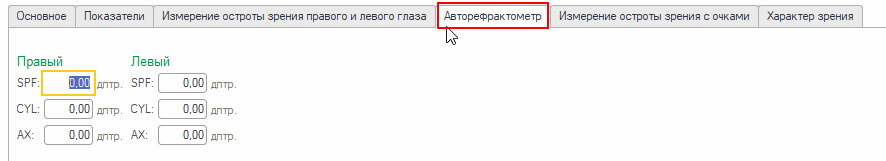 Основное Показатели Измерение остроты зрения правого и левого глаза Авторефрактометр Измерение остроты зрения с очками Характер зрения
Правый Левый
SPF: 0,00 дптр. SPF: 0,00 дптр.
CYL: 0,00 дптр. CYL: 0,00 дптр.
AX: 0,00 дптр. AX: 0,00 дптр.